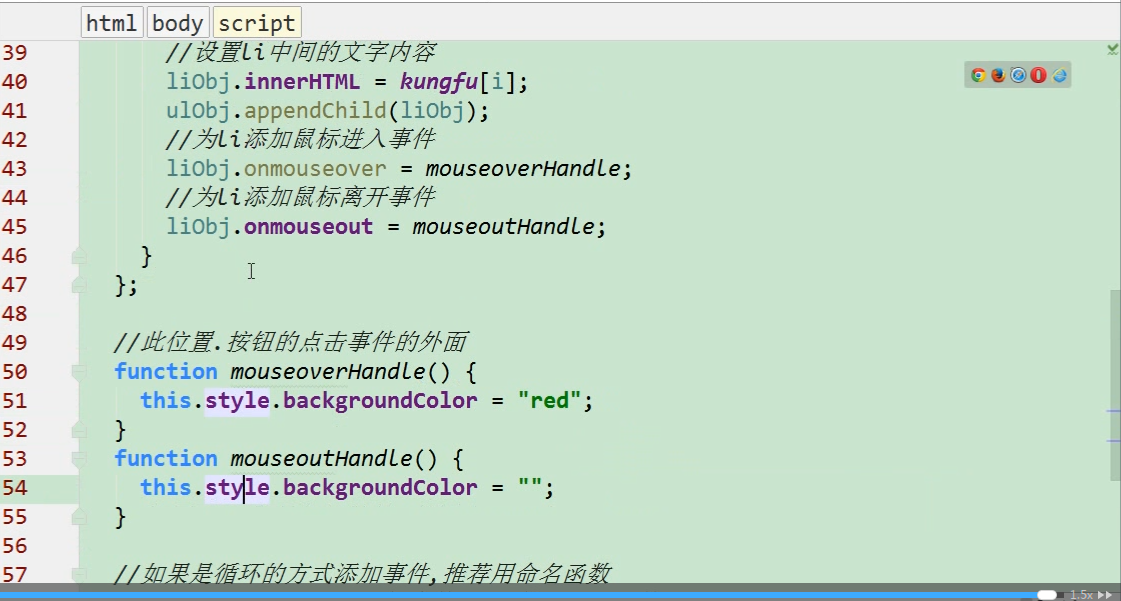 html body script
39 //设置li中间的文字内容
40 liObj.innerHTML = kungfu[i];
41 ulObj.appendChild(liObj);
42 //为li添加鼠标进入事件
43 liObj.onmouseover = mouseoverHandle;
44 //为li添加鼠标离开事件
45 liObj.onmouseout = mouseoutHandle;
46 }
47 };
48
49 //此位置.按钮的点击事件的外面
50 function mouseoverHandle() {
51 this.style.backgroundColor = "red";
52 }
53 function mouseoutHandle() {
54 this.style.backgroundColor = "";
55 }
56
57 //如果是循环的方式添加事件,推荐用命名函数
1.5x